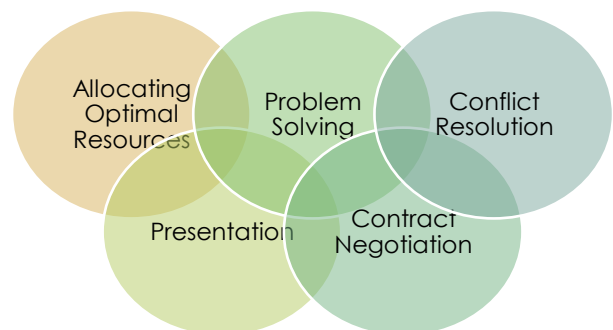 Allocating
Optimal
Resources
Problem
Solving
Conflict
Resolution
Presentation
Contract
Negotiation